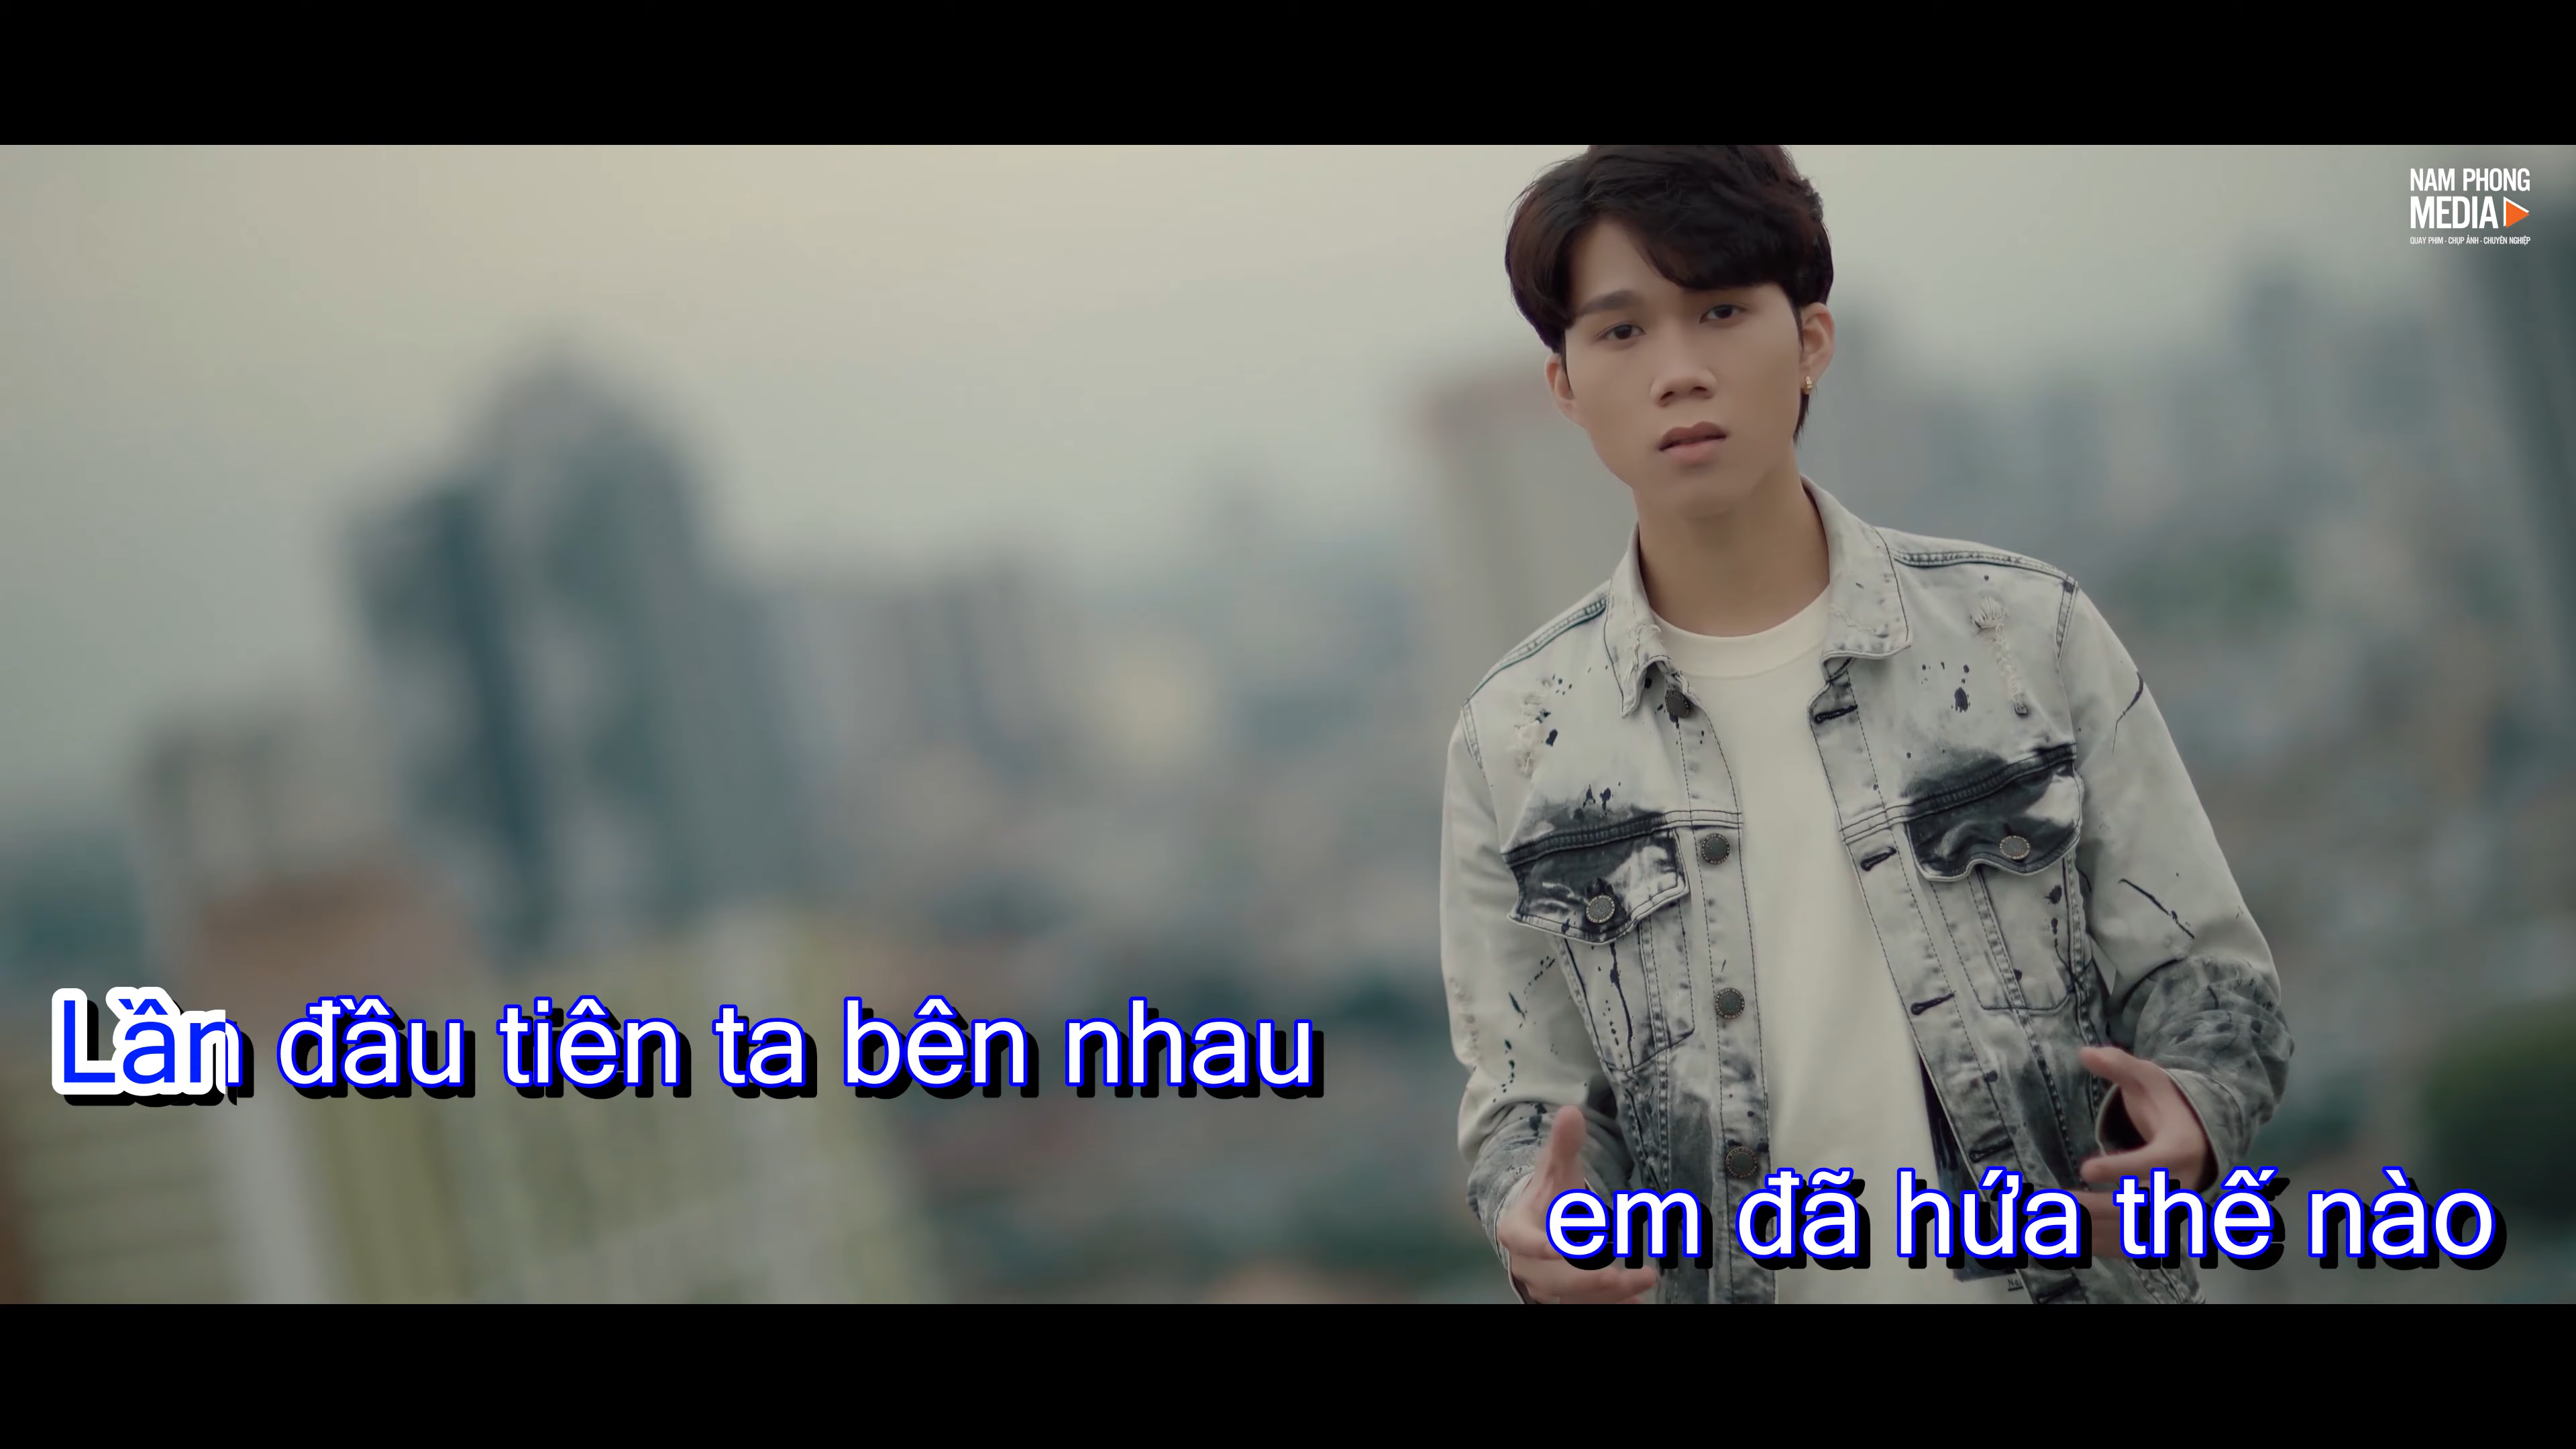 NAM PHONG
MEDIA
QUAY PHIM - CHỤP ẢNH - CHUYÊN NGHIỆP
Lần đầu tiên ta bên nhau
em đã hứa thế nào